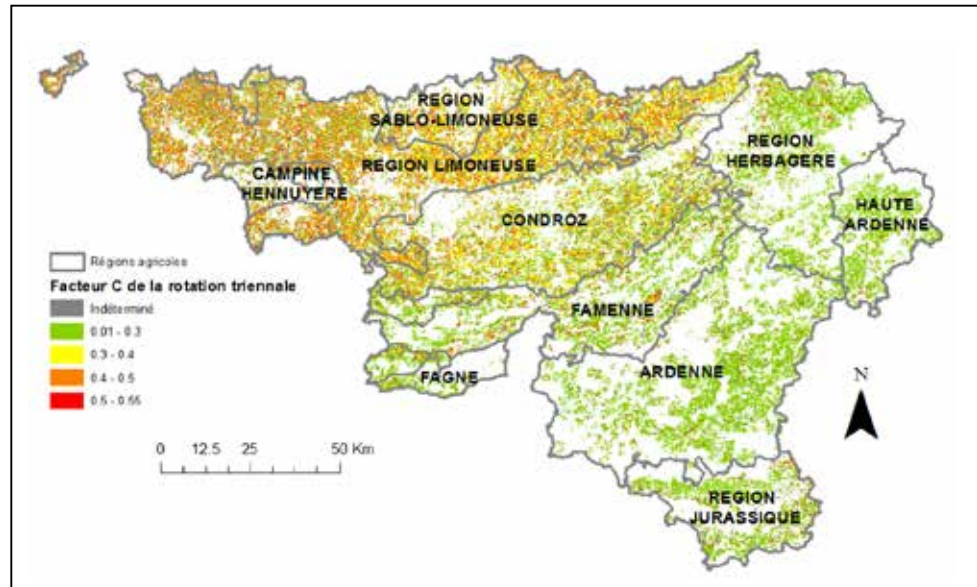 REGION
SABLO-LIMONEUSE
REGION
HERBAGERE
REGION LIMONEUSE
CAMPINE
HENNUYERE
HAUTE
ARDENNE
CONDROZ
Régions agricoles
Facteur C de la rotation triennale
Indéterminé
0.01 - 0.3
0.3 - 0.4
0.4 - 0.5
0.5 - 0.55
FAMENNE
FAGNE
ARDENNE
N
0 12.5 25 50 Km
REGION
JURASSIQUE